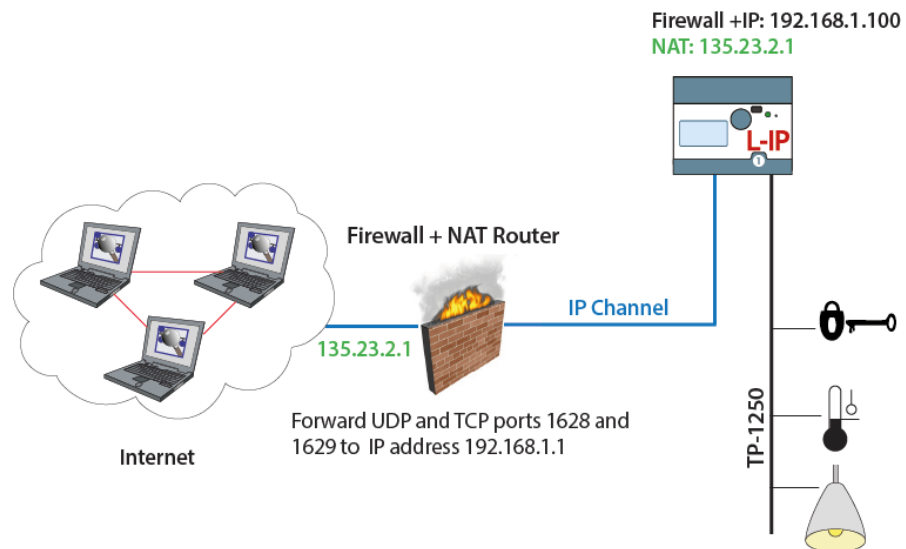 Firewall +IP: 192.168.1.100
NAT: 135.23.2.1
L-IP
1
Firewall + NAT Router
IP Channel
135.23.2.1
Forward UDP and TCP ports 1628 and
1629 to IP address 192.168.1.1
Internet
TP-1250